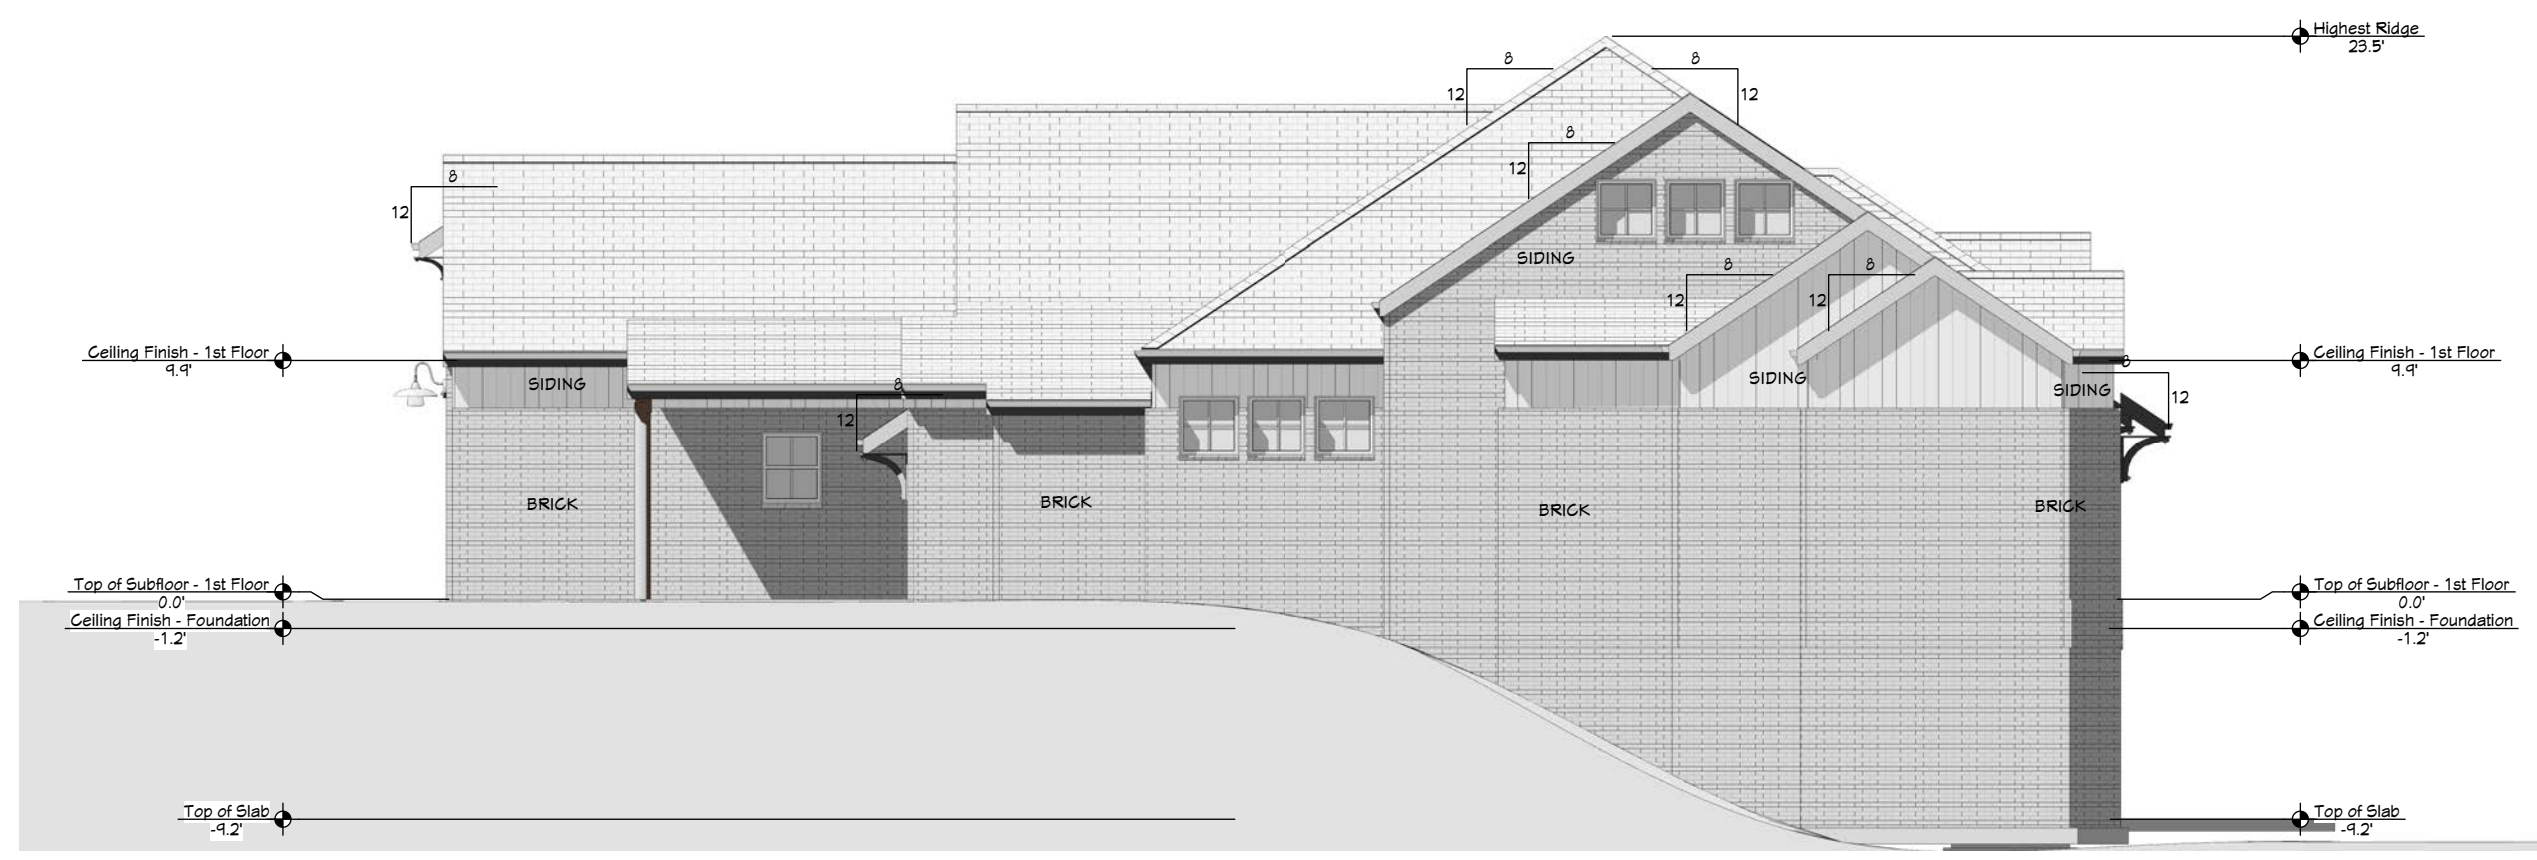 Highest Ridge
23.5'
8
8
12
12
8
12
8
12
SIDING
8
8
12
12
Ceiling Finish - 1st Floor
9.9'
Ceiling Finish - 1st Floor
9.9'
8
SIDING
8
SIDING
SIDING
12
12
BRICK
BRICK
BRICK
BRICK
Top of Subfloor - 1st Floor
0.0'
Top of Subfloor - 1st Floor
0.0'
Ceiling Finish - Foundation
-1.2'
Ceiling Finish - Foundation
-1.2'
Top of Slab
-9.2'
Top of Slab
-9.2'